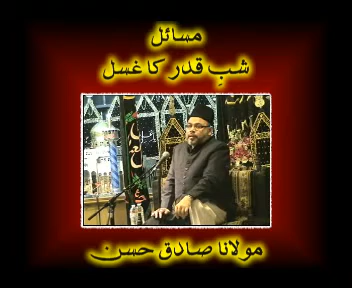 مسائل
شبِ قدر کا غسل
مولانا صادق حسن